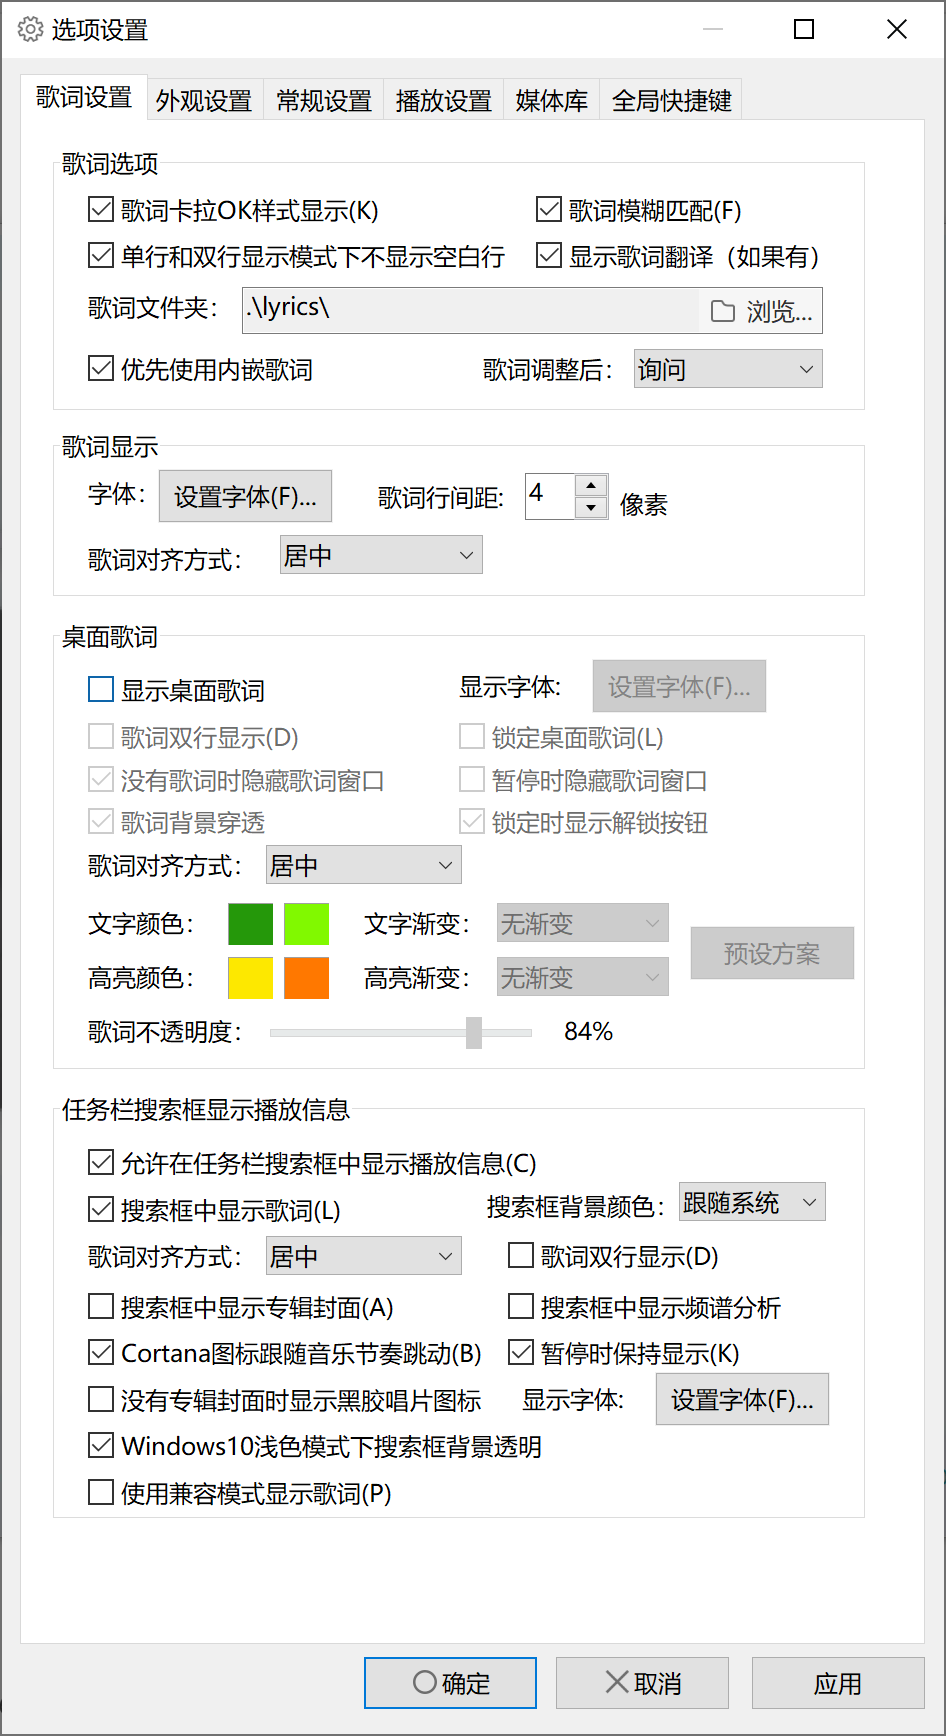 选项设置
歌词设置 外观设置 常规设置 播放设置 媒体库 全局快捷键
歌词选项
歌词卡拉OK样式显示(K) 歌词模糊匹配(F)
单行和双行显示模式下不显示空白行 显示歌词翻译（如果有）
歌词文件夹： .\lyrics\ 浏览...
优先使用内嵌歌词 歌词调整后： 询问
歌词显示
字体： 设置字体(F)... 歌词行间距: 4 像素
歌词对齐方式： 居中
桌面歌词
显示桌面歌词 显示字体: 设置字体(F)...
歌词双行显示(D) 锁定桌面歌词(L)
没有歌词时隐藏歌词窗口 暂停时隐藏歌词窗口
歌词背景穿透 锁定时显示解锁按钮
歌词对齐方式： 居中
文字颜色： 文字渐变： 无渐变 预设方案
高亮颜色： 高亮渐变： 无渐变
歌词不透明度： 84%
任务栏搜索框显示播放信息
允许在任务栏搜索框中显示播放信息(C)
搜索框中显示歌词(L) 搜索框背景颜色： 跟随系统
歌词对齐方式： 居中 歌词双行显示(D)
搜索框中显示专辑封面(A) 搜索框中显示频谱分析
Cortana图标跟随音乐节奏跳动(B) 暂停时保持显示(K)
没有专辑封面时显示黑胶唱片图标 显示字体: 设置字体(F)...
Windows10浅色模式下搜索框背景透明
使用兼容模式显示歌词(P)
确定 取消 应用